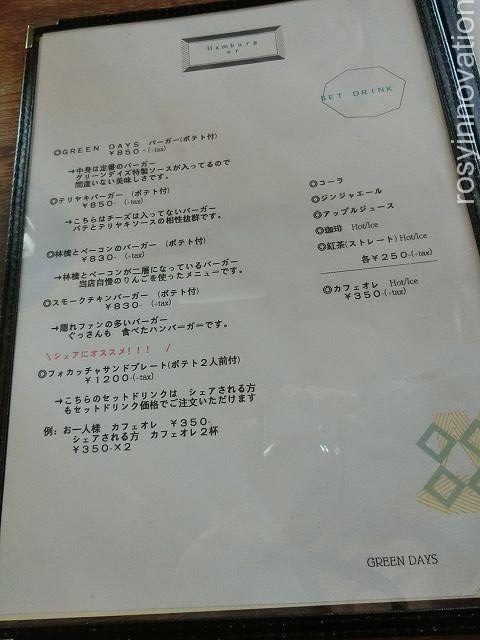 Hamburg
er
SET DRINK
◎GREEN DAYS バーガー(ポテト付)
¥850-(-tax)
→中身は定番のバーガー
グリーンデイズ特製ソースが入ってるので
間違いない美味しさです。
◎テリヤキバーガー (ポテト付)
¥850- (-tax)
→こちらはチーズは入ってないバーガー
パテとテリヤキソースの相性抜群です。
◎林檎とベーコンのバーガー (ポテト付)
¥830- (-tax)
→林檎とベーコンが二層になっているバーガー
当店自慢のりんごを使ったメニューです。
◎スモークチキンバーガー (ポテト付)
¥830- (-tax)
→隠れファンの多いバーガー
ぐっさんも 食べたハンバーガーです。
\シェアにオススメ!!! /
◎フォカッチャサンドプレート(ポテト2人前付)
¥1200-(-tax)
→こちらのセットドリンクは シェアされる方
もセットドリンク価格でご注文いただけます
例: お一人様 カフェオレ ¥350-
シェアされる方 カフェオレ2杯
¥350-×2
◎コーラ
◎ジンジャエール
◎アップルジュース
◎珈琲 Hot/Ice
◎紅茶(ストレート) Hot/Ice
各¥250(-tax)
◎カフェオレ Hot/Ice
¥350(-tax)
GREEN DAYS
rosyinnovation